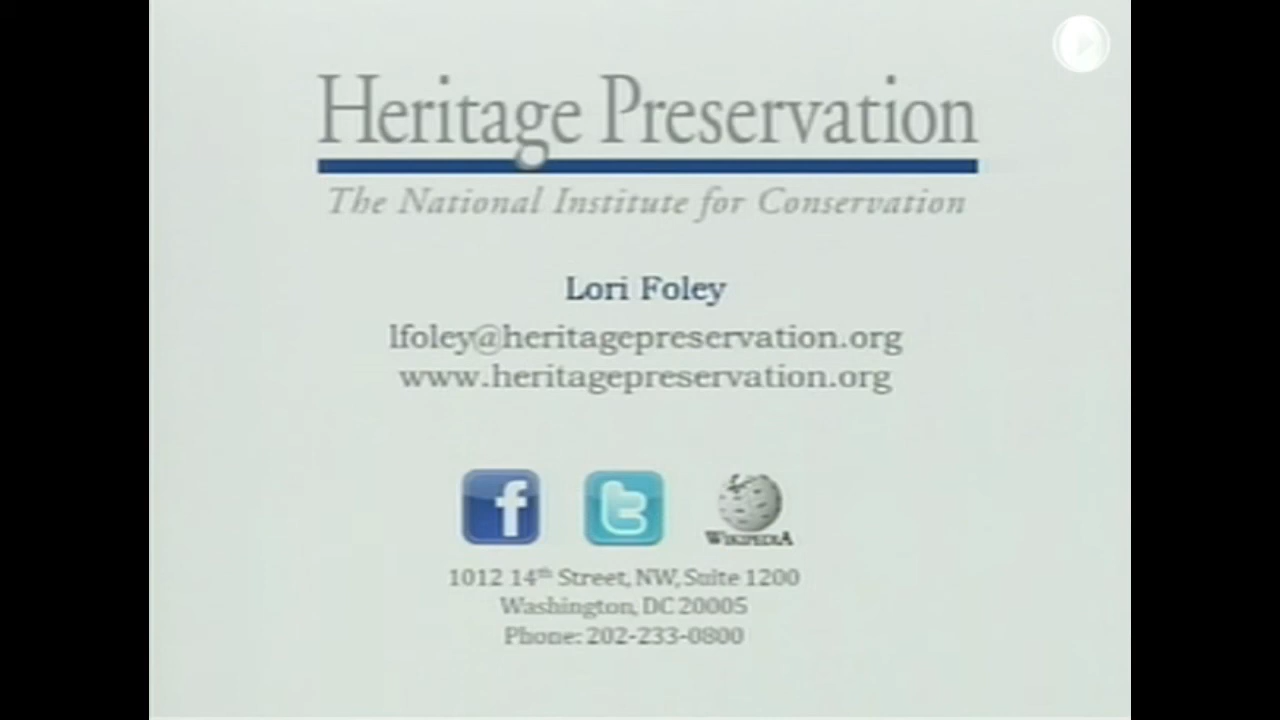 Heritage Preservation
The National Institute for Conservation
Lori Foley
lfoley@heritagepreservation.org
www.heritagepreservation.org
f t WIKIPEDIA
1012 14th Street, NW, Suite 1200
Washington, DC 20005
Phone: 202-233-0800